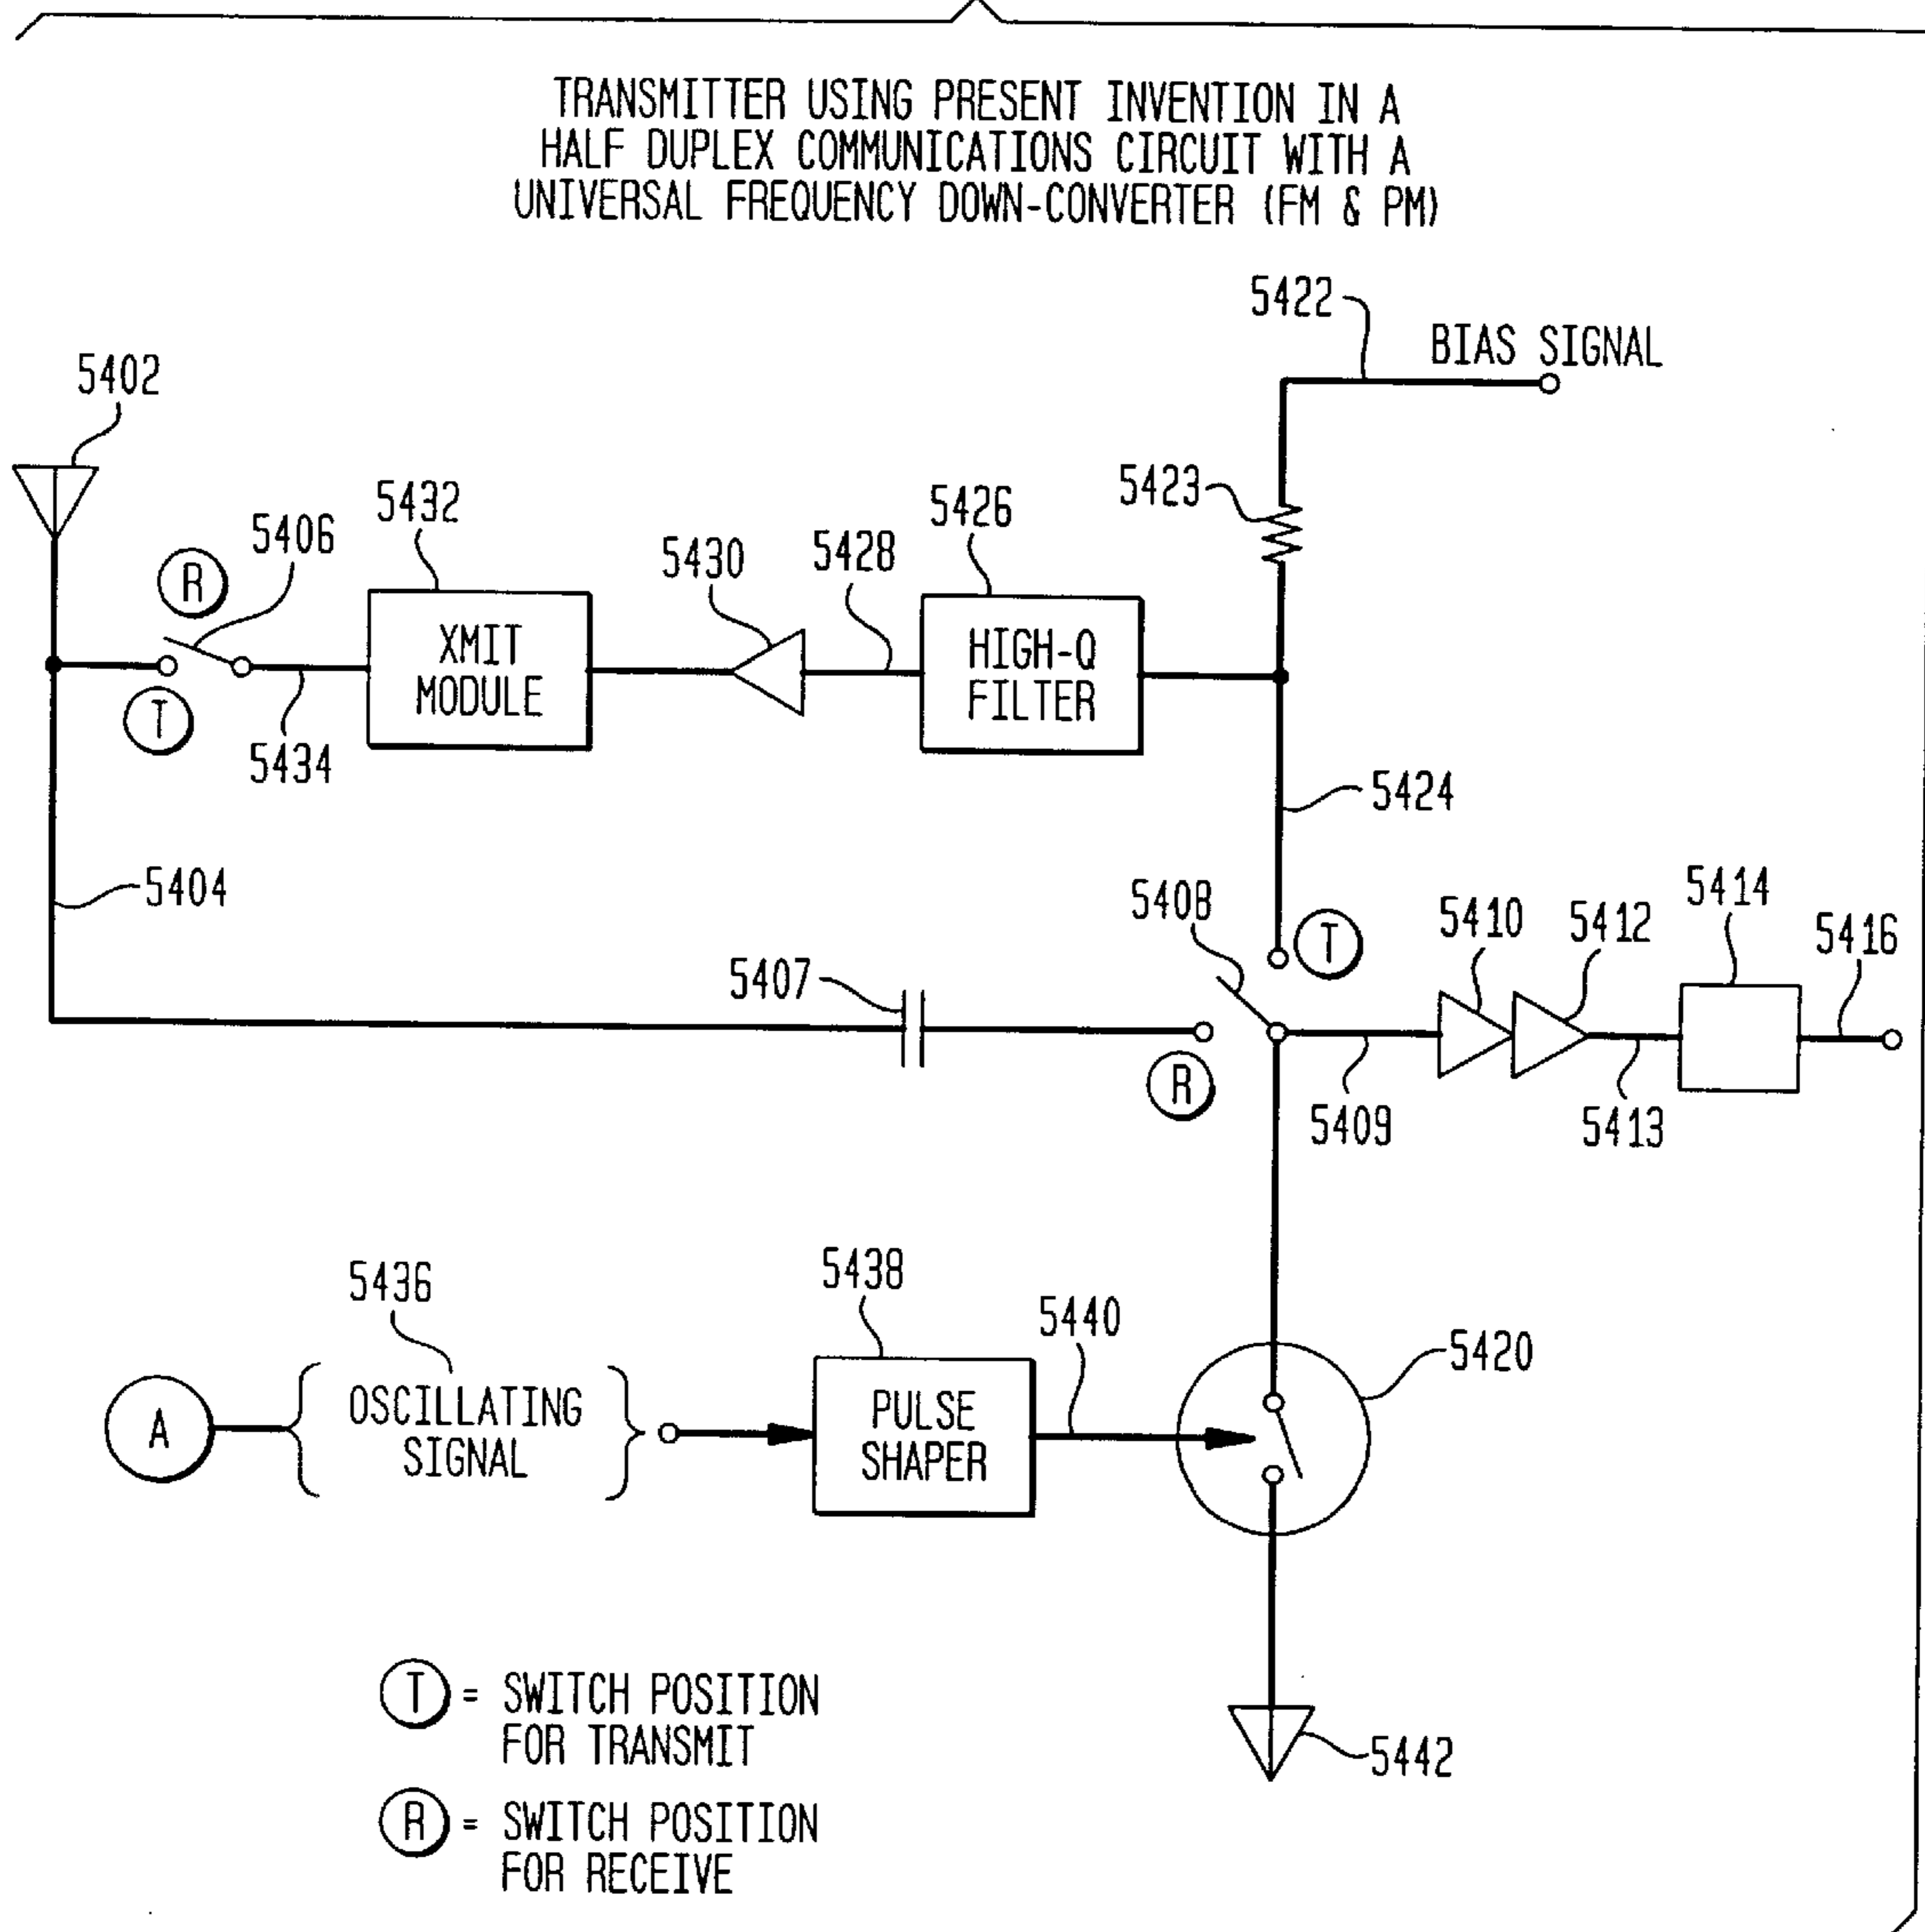 TRANSMITTER USING PRESENT INVENTION IN A
HALF DUPLEX COMMUNICATIONS CIRCUIT WITH A
UNIVERSAL FREQUENCY DOWN-CONVERTER (FM & PM)
5422
BIAS SIGNAL
5402
5432
5406
R
5430
5428
5426
5423
XMIT
MODULE
HIGH-Q
FILTER
T
5434
5424
5404
5408
T
5410
5412
5414
5416
5407
R
5409
5413
5436
5438
5440
5420
A
OSCILLATING
SIGNAL
PULSE
SHAPER
T = SWITCH POSITION
FOR TRANSMIT
5442
R = SWITCH POSITION
FOR RECEIVE